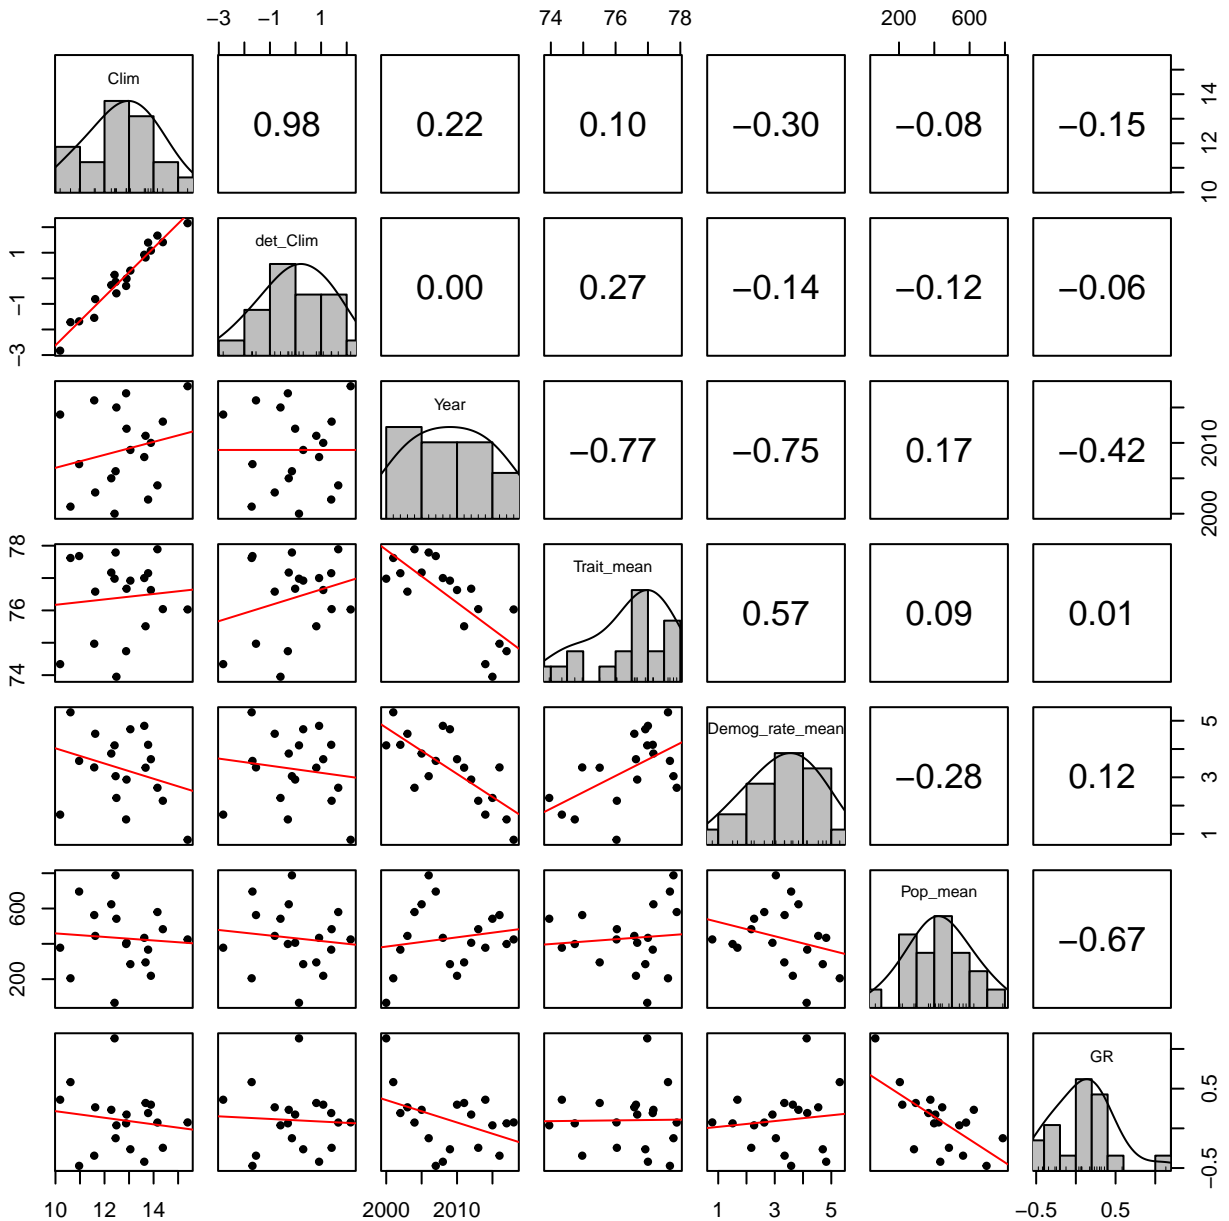 −3 −1 1 74 76 78 200 600
Clim
0.98 0.22 0.10 −0.30 −0.08 −0.15
10 12 14
−3 −1 1
det_Clim
0.00 0.27 −0.14 −0.12 −0.06
Year
−0.77 −0.75 0.17 −0.42
2000 2010
74 76 78
Trait_mean
0.57 0.09 0.01
Demog_rate_mean
−0.28 0.12
1 3 5
200 600
Pop_mean
−0.67
GR
−0.5 0.5
10 12 14 2000 2010 1 3 5 −0.5 0.5